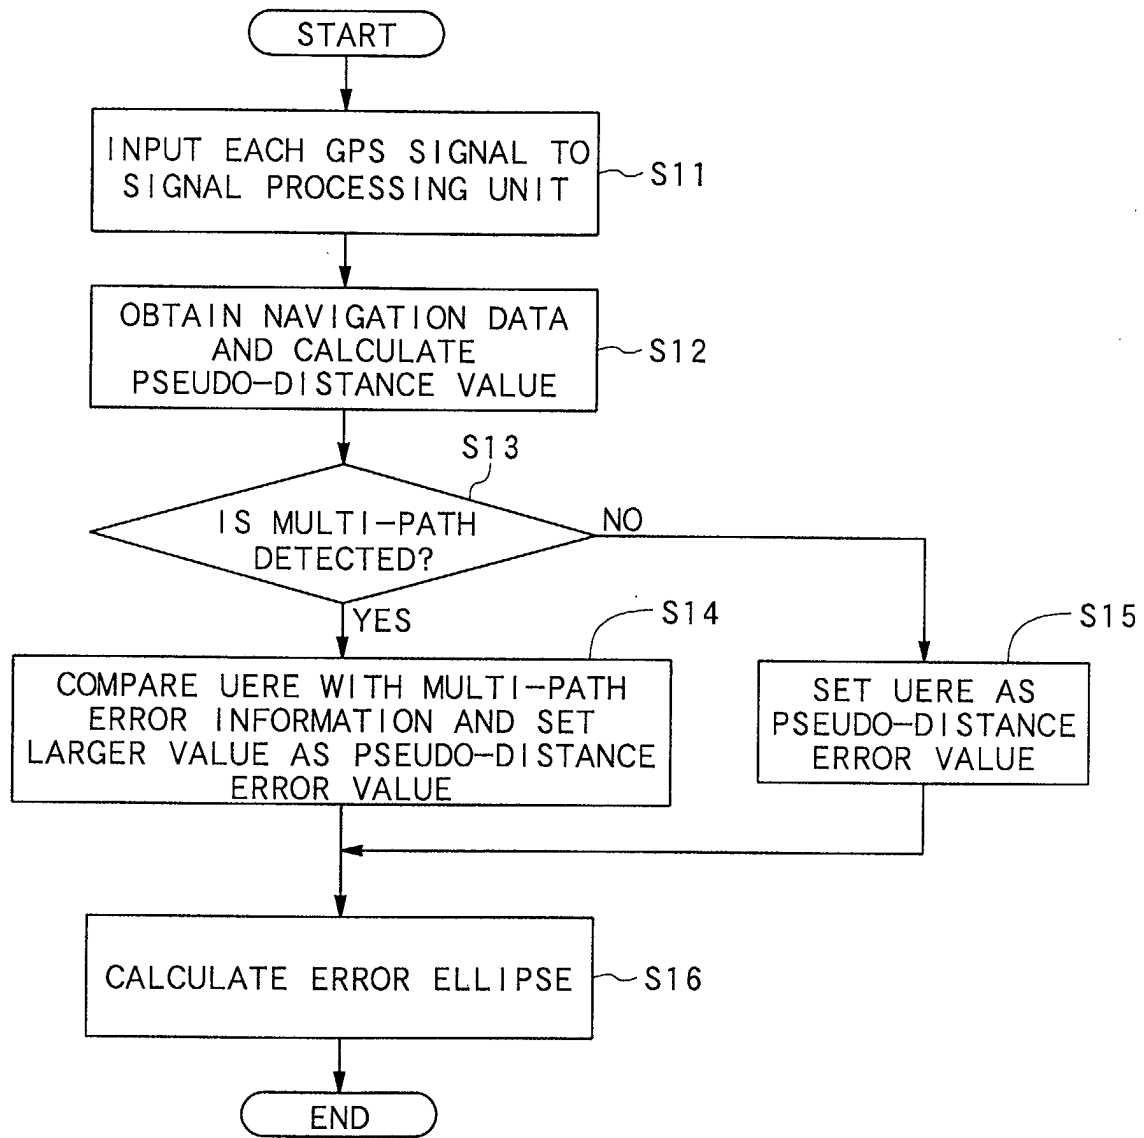 START
INPUT EACH GPS SIGNAL TO
SIGNAL PROCESSING UNIT
S11
OBTAIN NAVIGATION DATA
AND CALCULATE
PSEUDO-DISTANCE VALUE
S12
S13
IS MULTI-PATH
DETECTED?
NO
YES
S14
COMPARE UERE WITH MULTI-PATH
ERROR INFORMATION AND SET
LARGER VALUE AS PSEUDO-DISTANCE
ERROR VALUE
S15
SET UERE AS
PSEUDO-DISTANCE
ERROR VALUE
CALCULATE ERROR ELLIPSE
S16
END